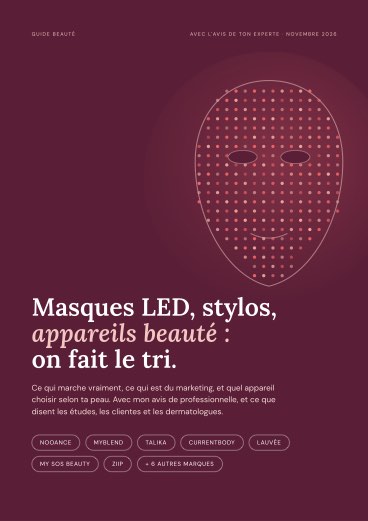 GUIDE BEAUTÉ
AVEC L'AVIS DE TON EXPERTE · NOVEMBRE 2026
Masques LED, stylos,
appareils beauté :
on fait le tri.
Ce qui marche vraiment, ce qui est du marketing, et quel appareil
choisir selon ta peau. Avec mon avis de professionnelle, et ce que
disent les études, les clientes et les dermatologues.
NOOANCE
MYBLEND
TALIKA
CURRENTBODY
LAUVÉE
MY SOS BEAUTY
ZIIP
+ 6 AUTRES MARQUES